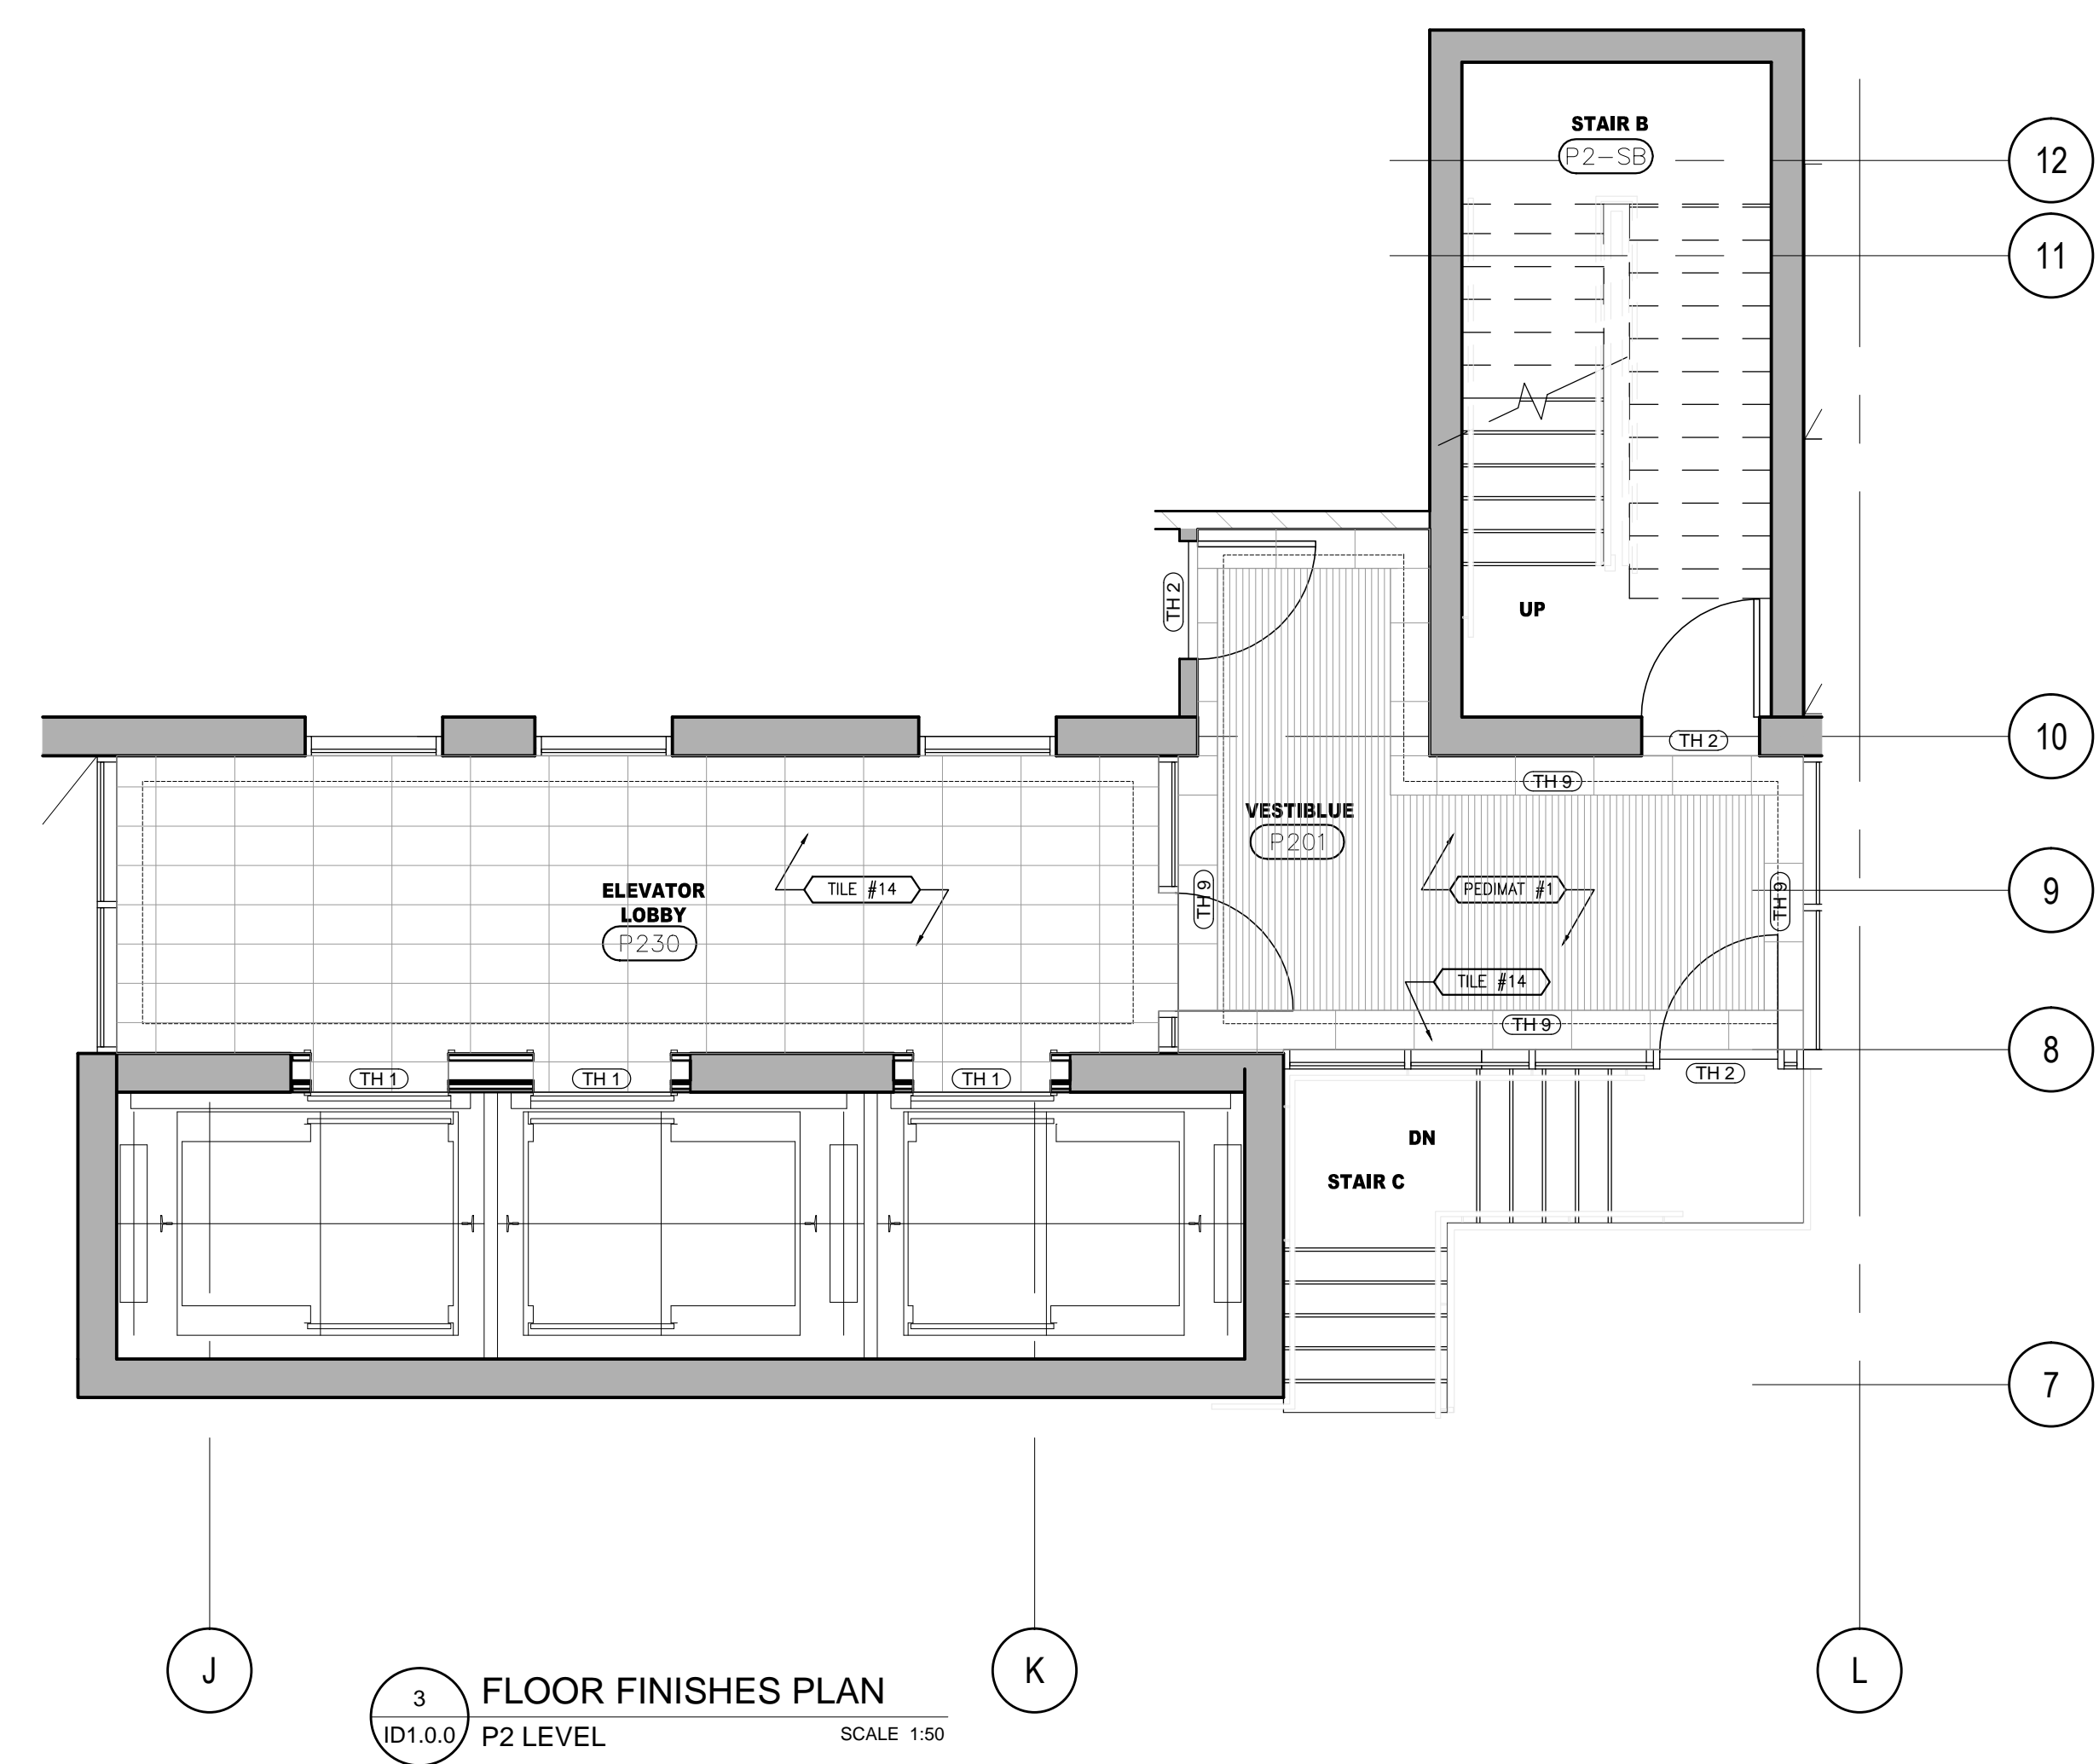 STAIR B
P2-SB
12
11
TH 2
UP
TH 2
10
TH 9
VESTIBLUE
P201
ELEVATOR
LOBBY
P230
TILE #14
TH 9
PEDIMAT #1
TH 9
9
TILE #14
TH 9
8
TH 1
TH 1
TH 1
TH 2
DN
STAIR C
7
J
K
L
3
FLOOR FINISHES PLAN
ID1.0.0
P2 LEVEL
SCALE 1:50